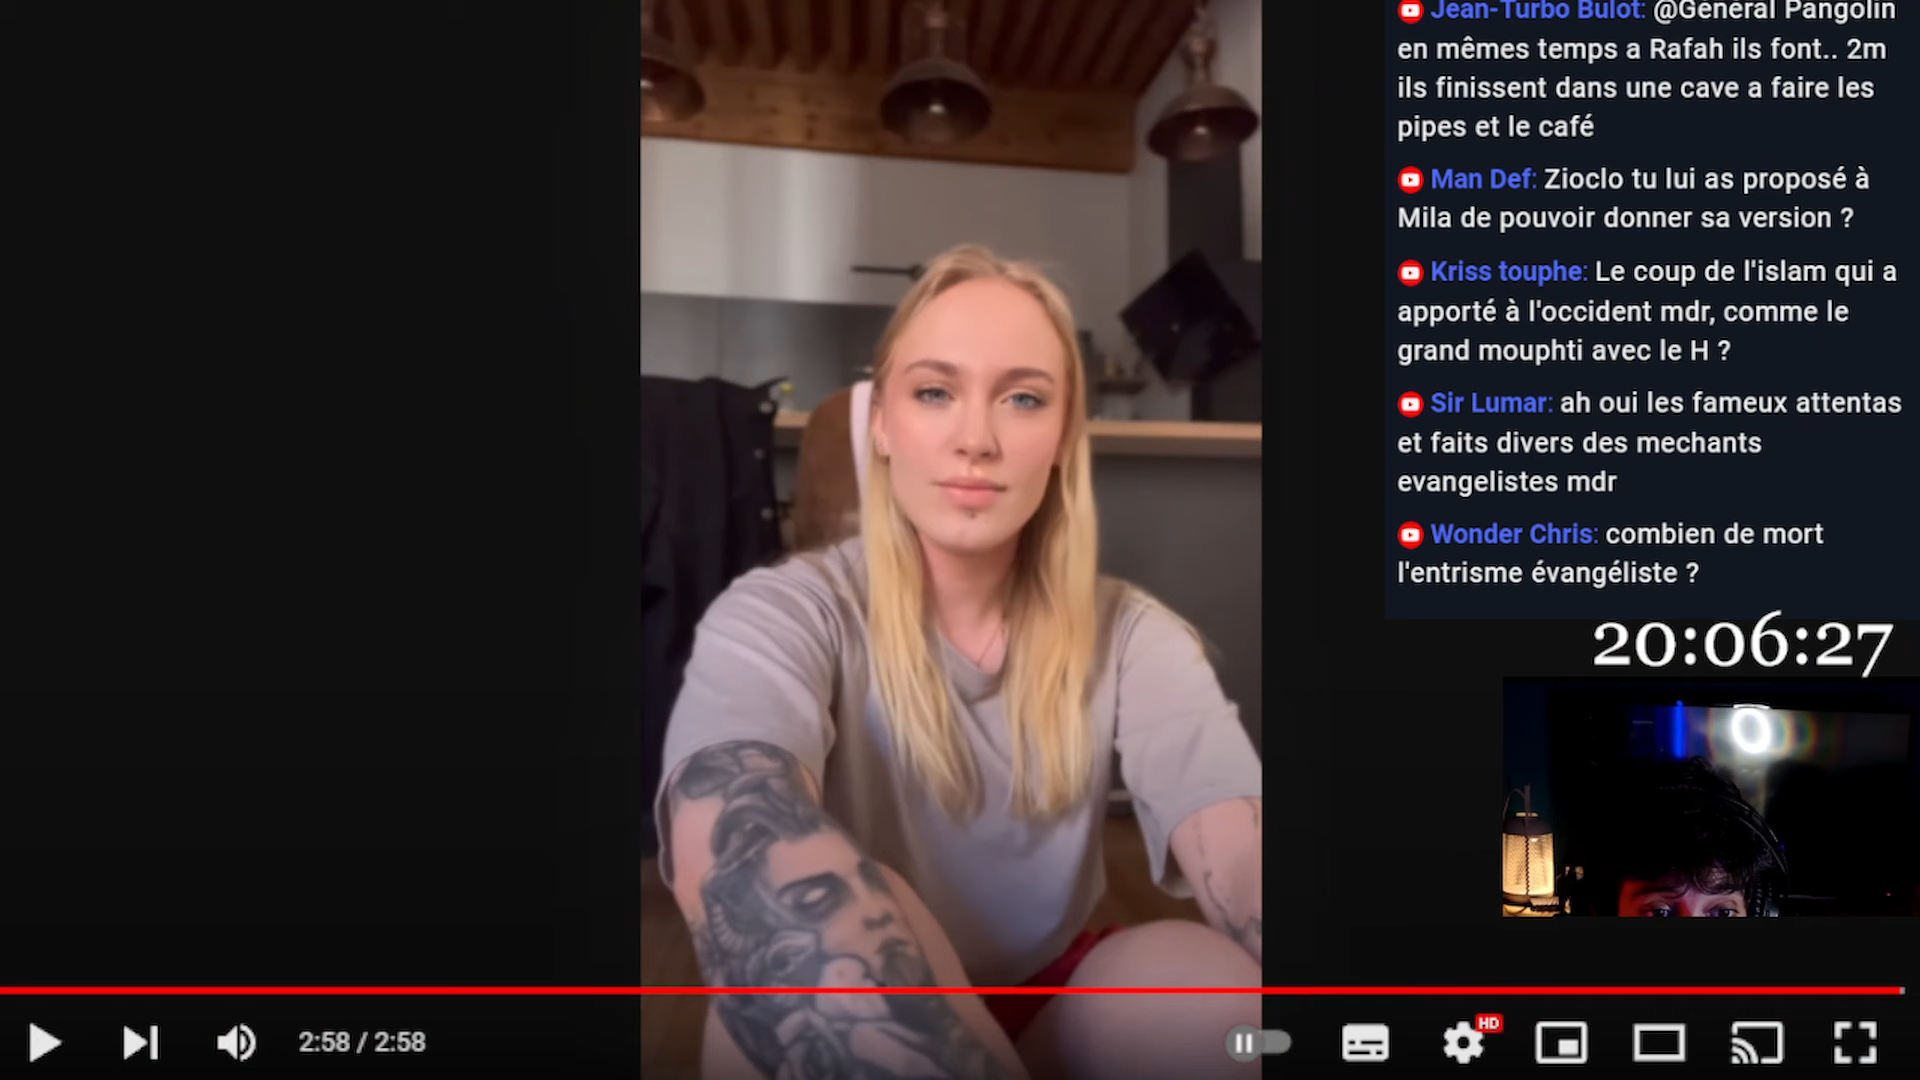 Jean-Turbo Bulot: @Général Pangolin
en mêmes temps a Rafah ils font.. 2m
ils finissent dans une cave a faire les
pipes et le café
Man Def: Zioclo tu lui as proposé à
Mila de pouvoir donner sa version ?
Kriss touphe: Le coup de l'islam qui a
apporté à l'occident mdr, comme le
grand mouphti avec le H ?
Sir Lumar: ah oui les fameux attentas
et faits divers des mechants
evangelistes mdr
Wonder Chris: combien de mort
l'entrisme évangéliste ?
20:06:27
2:58 / 2:58
HD